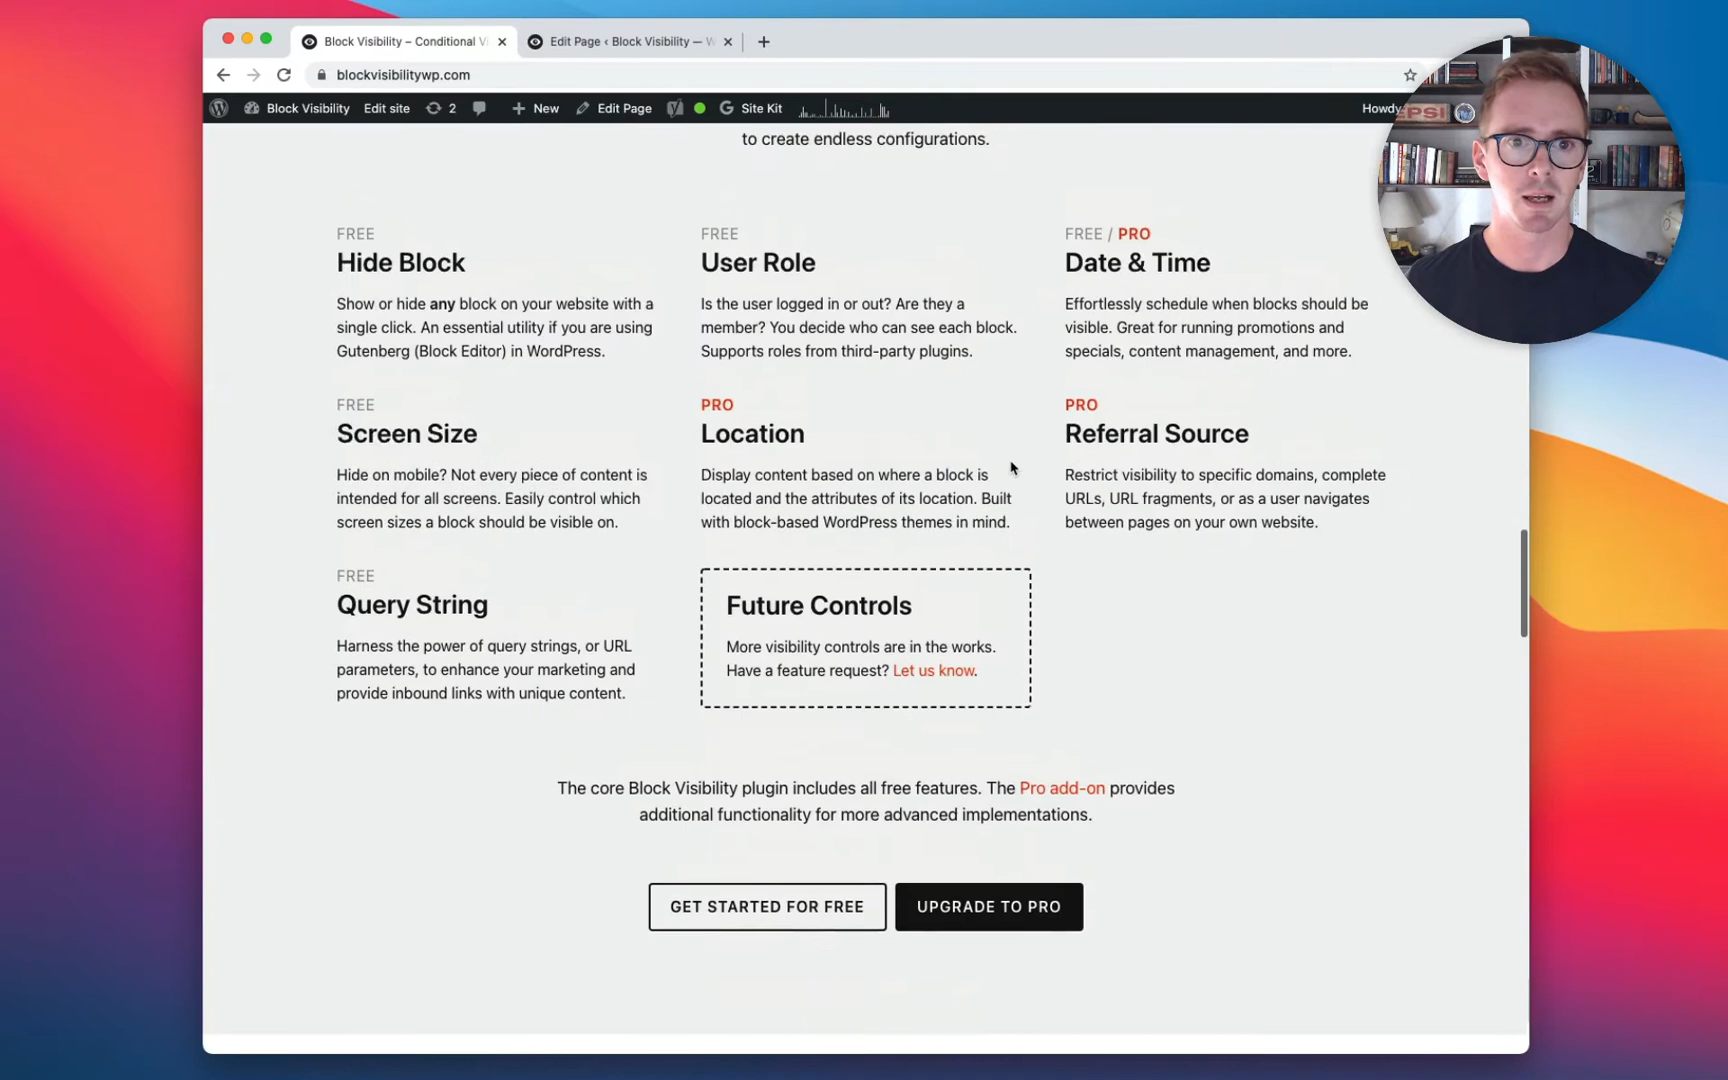 Block Visibility – Conditional Vi
Edit Page ‹ Block Visibility — W
blockvisibilitywp.com
Block Visibility
Edit site
2
New
Edit Page
Site Kit
Howdy
EPSI
to create endless configurations.
FREE
Hide Block
Show or hide any block on your website with a
single click. An essential utility if you are using
Gutenberg (Block Editor) in WordPress.
FREE
User Role
Is the user logged in or out? Are they a
member? You decide who can see each block.
Supports roles from third-party plugins.
FREE / PRO
Date & Time
Effortlessly schedule when blocks should be
visible. Great for running promotions and
specials, content management, and more.
FREE
Screen Size
Hide on mobile? Not every piece of content is
intended for all screens. Easily control which
screen sizes a block should be visible on.
PRO
Location
Display content based on where a block is
located and the attributes of its location. Built
with block-based WordPress themes in mind.
PRO
Referral Source
Restrict visibility to specific domains, complete
URLs, URL fragments, or as a user navigates
between pages on your own website.
FREE
Query String
Harness the power of query strings, or URL
parameters, to enhance your marketing and
provide inbound links with unique content.
Future Controls
More visibility controls are in the works.
Have a feature request? Let us know.
The core Block Visibility plugin includes all free features. The Pro add-on provides
additional functionality for more advanced implementations.
GET STARTED FOR FREE
UPGRADE TO PRO